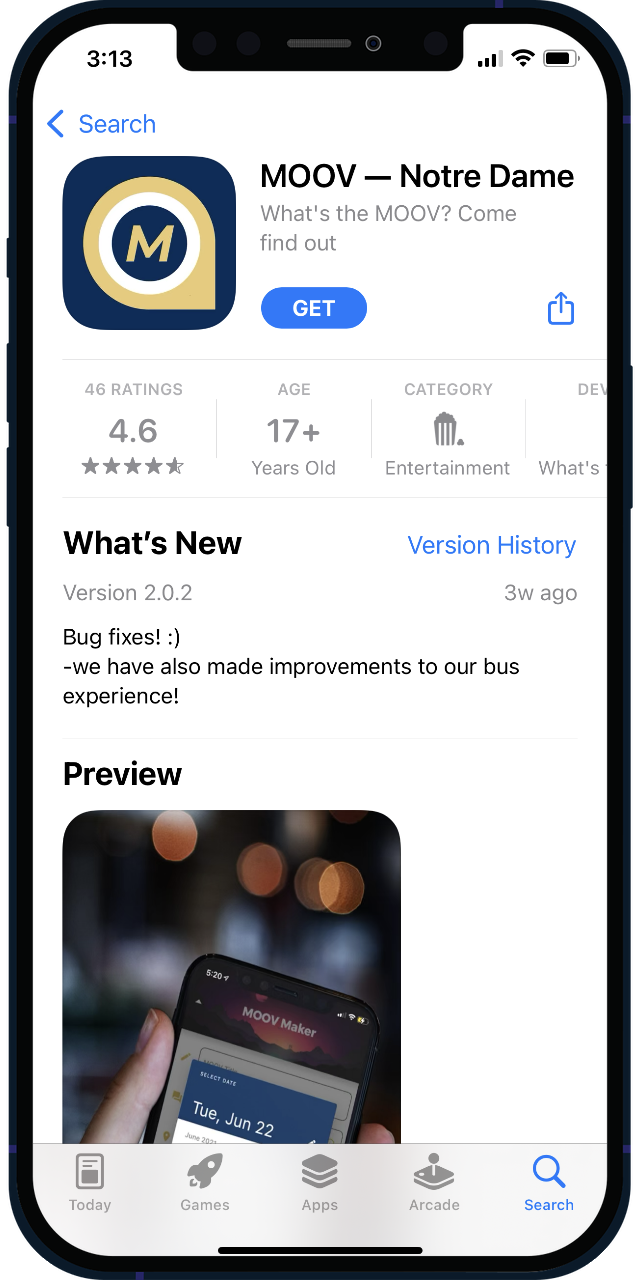 3:13
Search
M
MOOV — Notre Dame
What's the MOOV? Come
find out
GET
46 RATINGS
AGE
CATEGORY
DEV
4.6
17+
Years Old
Entertainment
What's
What's New
Version History
Version 2.0.2
3w ago
Bug fixes! :)
-we have also made improvements to our bus
experience!
Preview
5:20
MOOV Maker
SELECT DATE
Tue, Jun 22
Today
Games
Apps
Arcade
Search